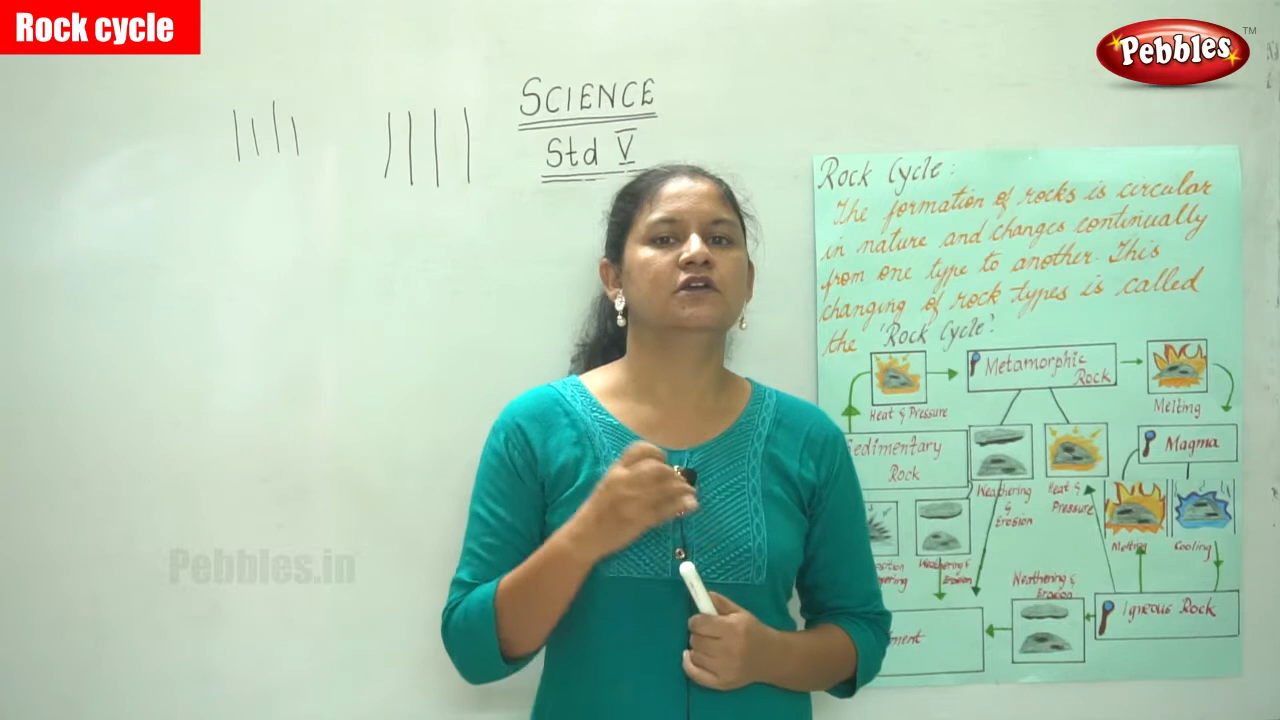 Rock cycle
Pebbles TM
SCIENCE
Std V
Rock Cycle:
The formation of rocks is circular
in nature and changes continually
from one type to another. This
changing of rock types is called
the 'Rock Cycle'.
Metamorphic
Rock
Heat & Pressure
Melting
Sedimentary
Rock
Magma
Weathering
&
Erosion
Heat &
Pressure
Melting
Cooling
Weathering &
Erosion
Weathering &
Erosion
Igneous Rock
Pebbles.in